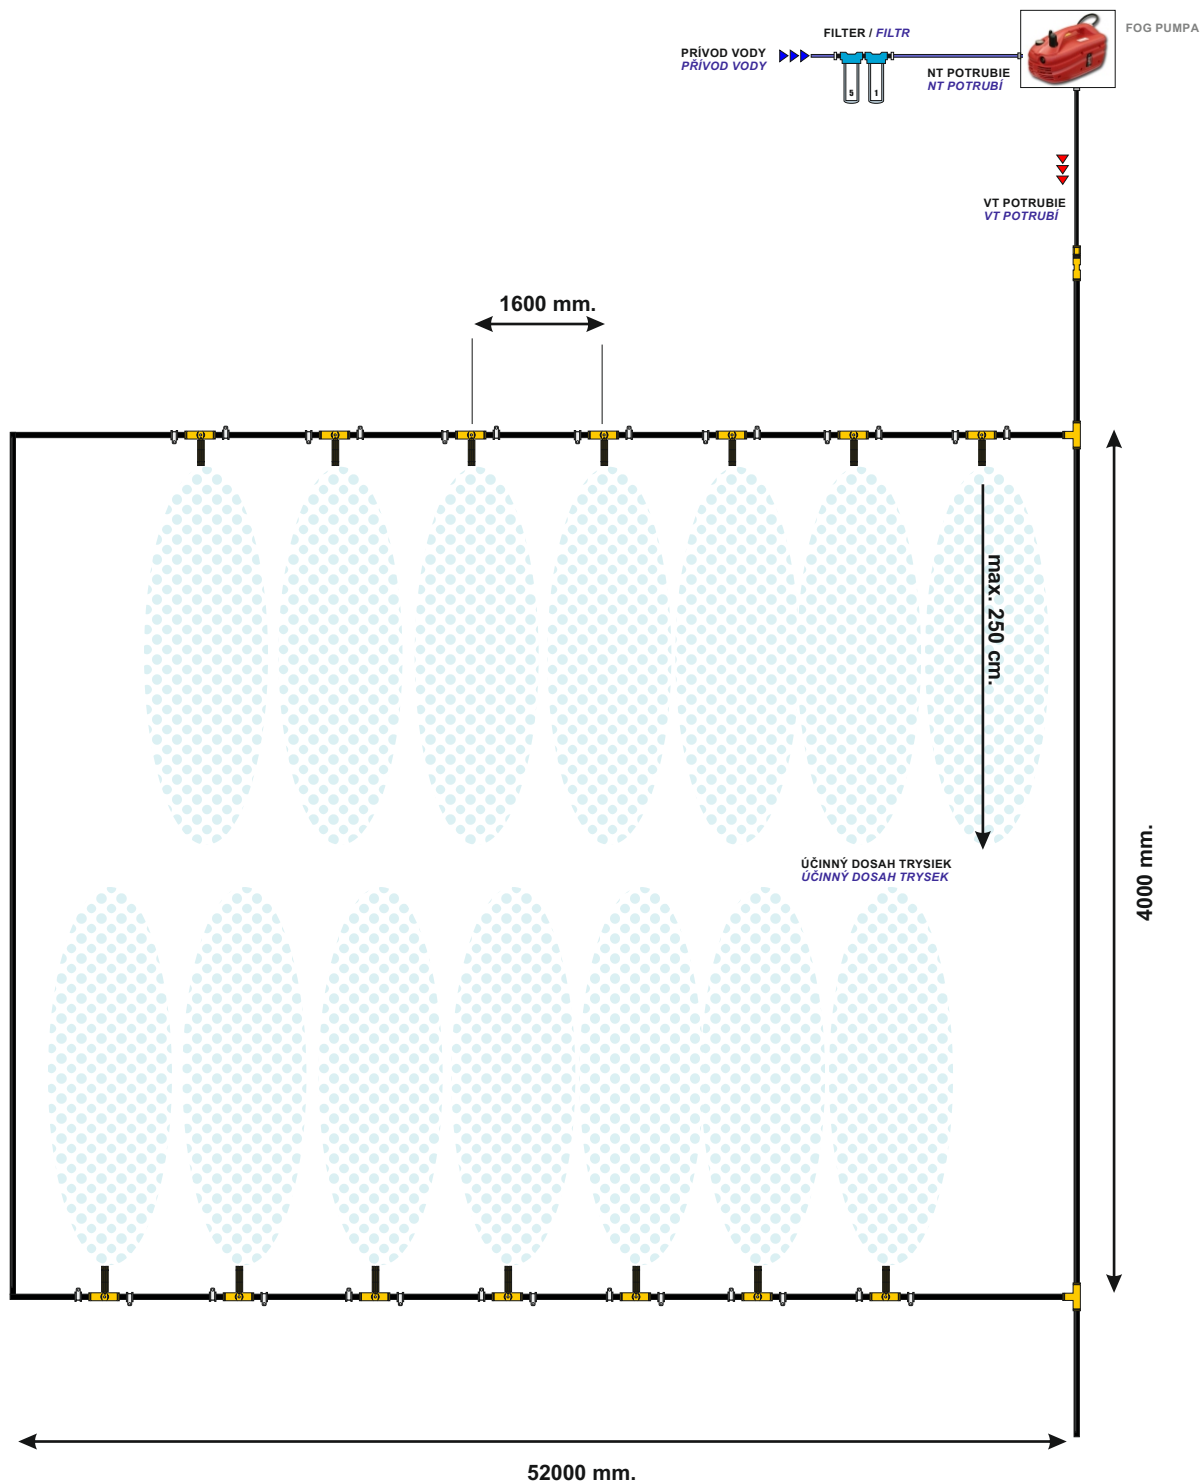 FOG PUMPA
FILTER / FILTR
PRÍVOD VODY
PŘÍVOD VODY
5
1
NT POTRUBIE
NT POTRUBÍ
VT POTRUBIE
VT POTRUBÍ
1600 mm.
max. 250 cm.
ÚČINNÝ DOSAH TRYSIEK
ÚČINNÝ DOSAH TRYSEK
4000 mm.
52000 mm.